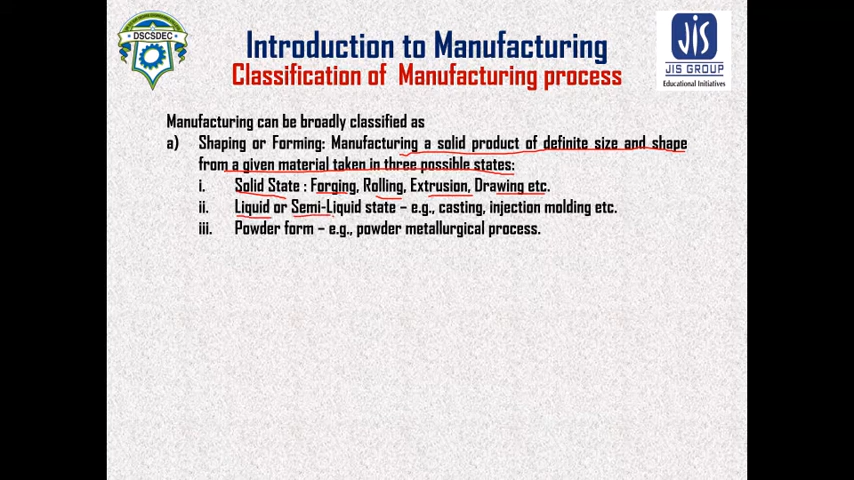 DSCSDEC
Introduction to Manufacturing
Classification of Manufacturing process
JIS
JIS GROUP
Educational Initiatives
Manufacturing can be broadly classified as
a) Shaping or Forming: Manufacturing a solid product of definite size and shape
from a given material taken in three possible states:
i. Solid State : Forging, Rolling, Extrusion, Drawing etc.
ii. Liquid or Semi-Liquid state – e.g., casting, injection molding etc.
iii. Powder form – e.g., powder metallurgical process.